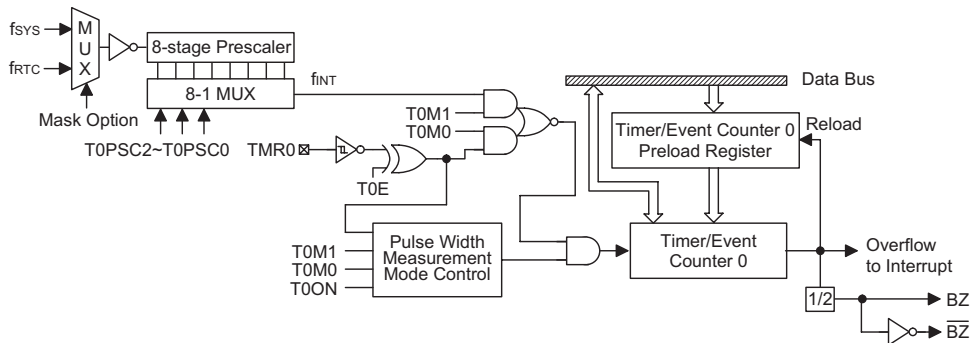 fSYS
fRTC
M
U
X
Mask Option
8-stage Prescaler
8-1 MUX
T0PSC2~T0PSC0
fINT
T0M1
T0M0
TMR0
T0E
T0M1
T0M0
T0ON
Pulse Width
Measurement
Mode Control
Data Bus
Timer/Event Counter 0
Preload Register
Reload
Timer/Event
Counter 0
Overflow
to Interrupt
1/2
BZ
B̅Z̅